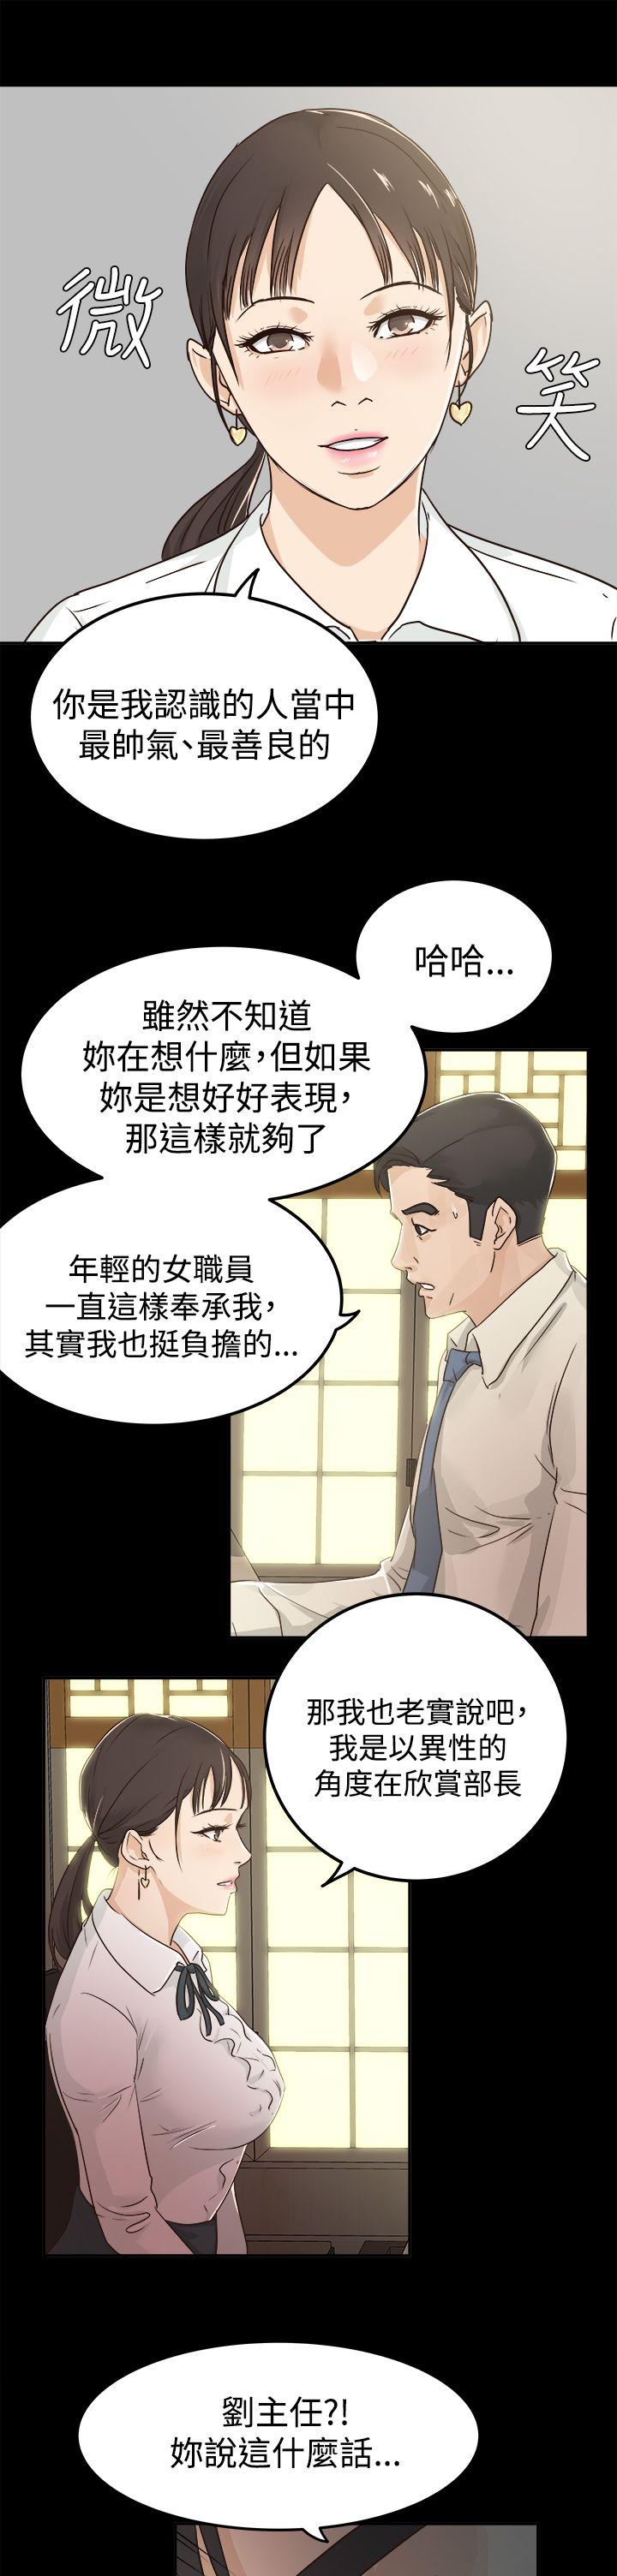 微
笑
你是我認識的人當中
最帥氣、最善良的
哈哈...
雖然不知道
妳在想什麼,但如果
妳是想好好表現,
那這樣就夠了
年輕的女職員
一直這樣奉承我,
其實我也挺負擔的...
那我也老實說吧,
我是以異性的
角度在欣賞部長
劉主任?!
妳說這什麼話...